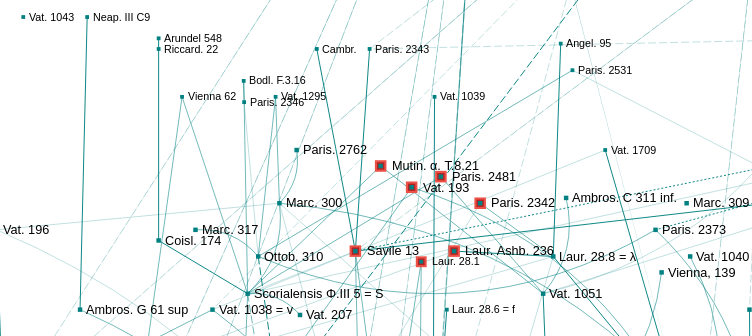 Vat. 1043
Neap. III C9
Arundel 548
Riccard. 22
Cambr.
Paris. 2343
Angel. 95
Paris. 2531
Bodl. F.3.16
Vienna 62
Paris. 2346
Vat. 1295
Vat. 1039
Paris. 2762
Vat. 1709
Mutin. α. T.8.21
Paris. 2481
Vat. 193
Marc. 300
Paris. 2342
Ambros. C 311 inf.
Marc. 309
Vat. 196
Marc. 317
Paris. 2373
Coisl. 174
Ottob. 310
Savile 13
Laur. Ashb. 236
Laur. 28.1
Laur. 28.8 = λ
Vat. 1040
Vienna, 139
Scorialensis Φ.III 5 = S
Vat. 1051
Ambros. G 61 sup
Vat. 1038 = v
Vat. 207
Laur. 28.6 = f